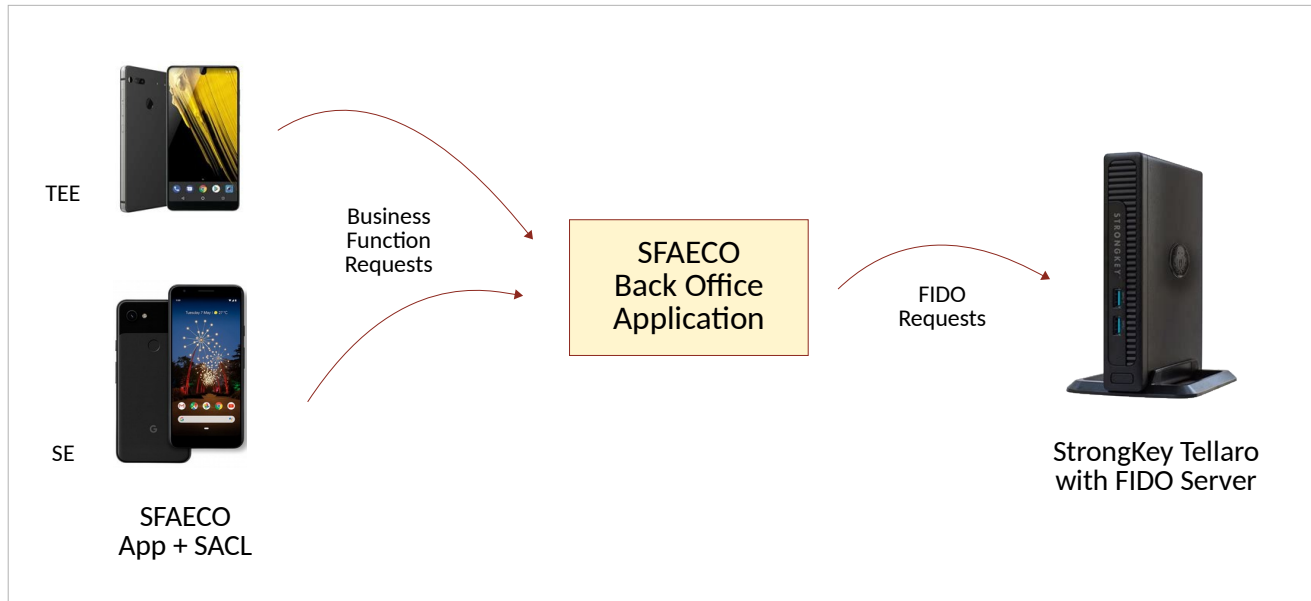 TEE
Business
Function
Requests
SFAECO
Back Office
Application
FIDO
Requests
STRONGKEY
SE
SFAECO
App + SACL
StrongKey Tellaro
with FIDO Server